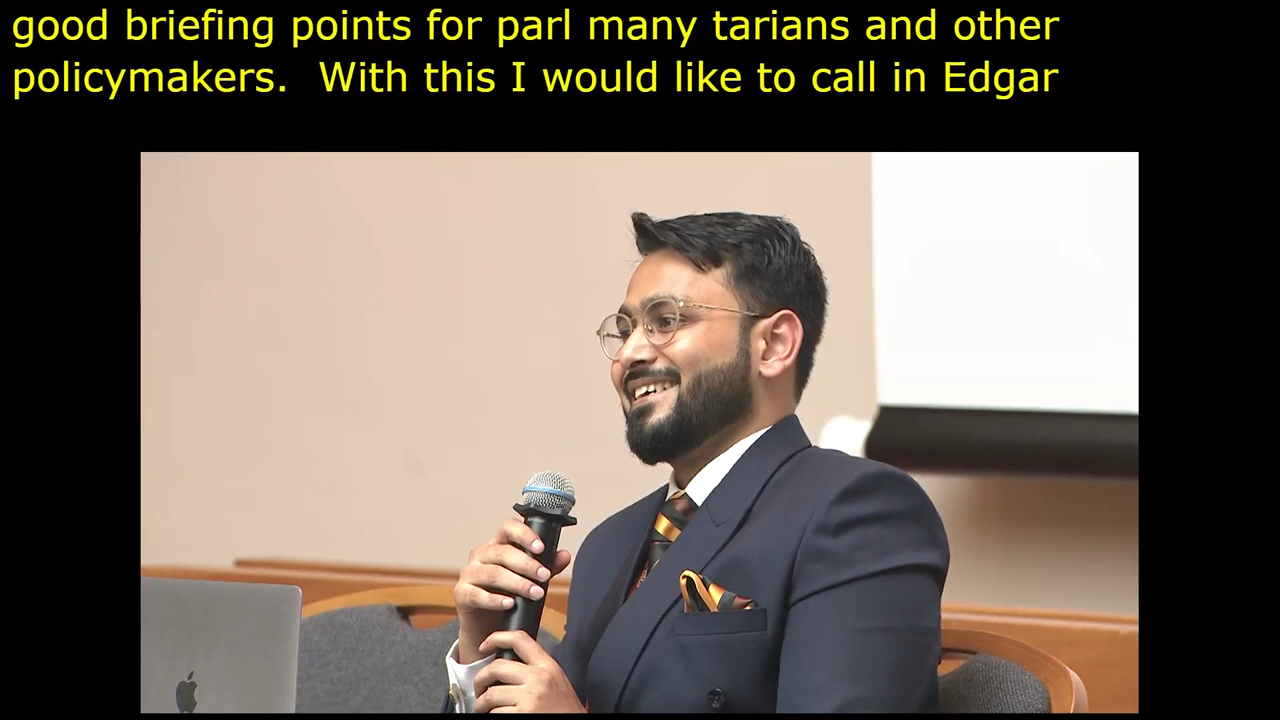 good briefing points for parl many tarians and other
policymakers.  With this I would like to call in Edgar